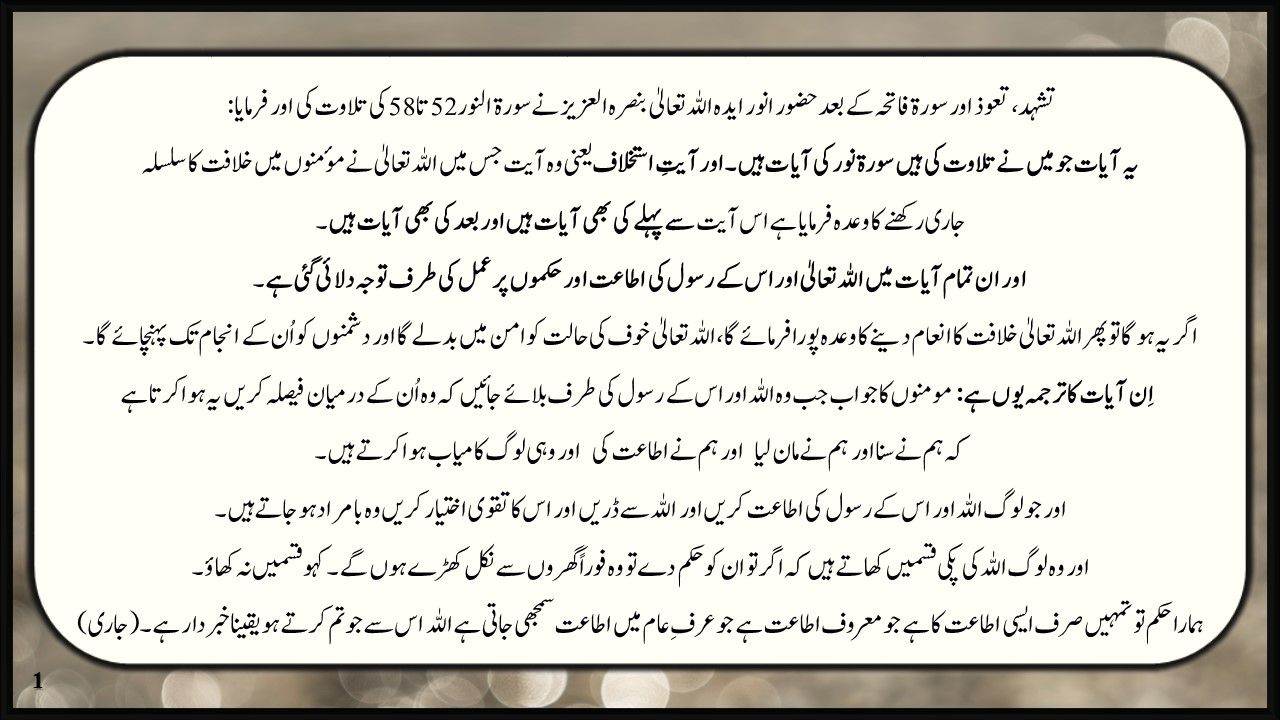 تشہد، تعوذ اور سورۃ فاتحہ کے بعد حضور انور ایدہ اللہ تعالیٰ بنصرہ العزیز نے سورۃ النور 52 تا 58 کی تلاوت کی اور فرمایا:
یہ آیات جو میں نے تلاوت کی ہیں سورۃ نور کی آیات ہیں۔ اور آیتِ استخلاف یعنی وہ آیت جس میں اللہ تعالیٰ نے موٴمنوں میں خلافت کا سلسلہ
جاری رکھنے کا وعدہ فرمایا ہے اس آیت سے پہلے کی بھی آیات ہیں اور بعد کی بھی آیات ہیں۔
اور ان تمام آیات میں اللہ تعالیٰ اور اس کے رسول کی اطاعت اور حکموں پر عمل کی طرف توجہ دلائی گئی ہے۔
اگر یہ ہو گا تو پھر اللہ تعالیٰ خلافت کا انعام دینے کا وعدہ پورا فرمائے گا، اللہ تعالیٰ خوف کی حالت کو امن میں بدلے گا اور دشمنوں کو اُن کے انجام تک پہنچائے گا۔
اِن آیات کا ترجمہ یوں ہے: مومنوں کا جواب جب وہ اللہ اور اس کے رسول کی طرف بلائے جائیں کہ وہ اُن کے درمیان فیصلہ کریں یہ ہوا کرتا ہے
کہ ہم نے سنا اور ہم نے مان لیا اور ہم نے اطاعت کی اور وہی لوگ کامیاب ہوا کرتے ہیں۔
اور جو لوگ اللہ اور اس کے رسول کی اطاعت کریں اور اللہ سے ڈریں اور اس کا تقوی اختیار کریں وہ بامراد ہو جاتے ہیں۔
اور وہ لوگ اللہ کی پکی قسمیں کھاتے ہیں کہ اگر تو ان کو حکم دے تو وہ فوراً گھروں سے نکل کھڑے ہوں گے۔ کہو قسمیں نہ کھاؤ۔
ہمارا حکم تو تمہیں صرف ایسی اطاعت کا ہے جو معروف اطاعت ہے جو عرفِ عام میں اطاعت سمجھی جاتی ہے اللہ اس سے جو تم کرتے ہو یقینا خبردار ہے۔ (جاری)
1